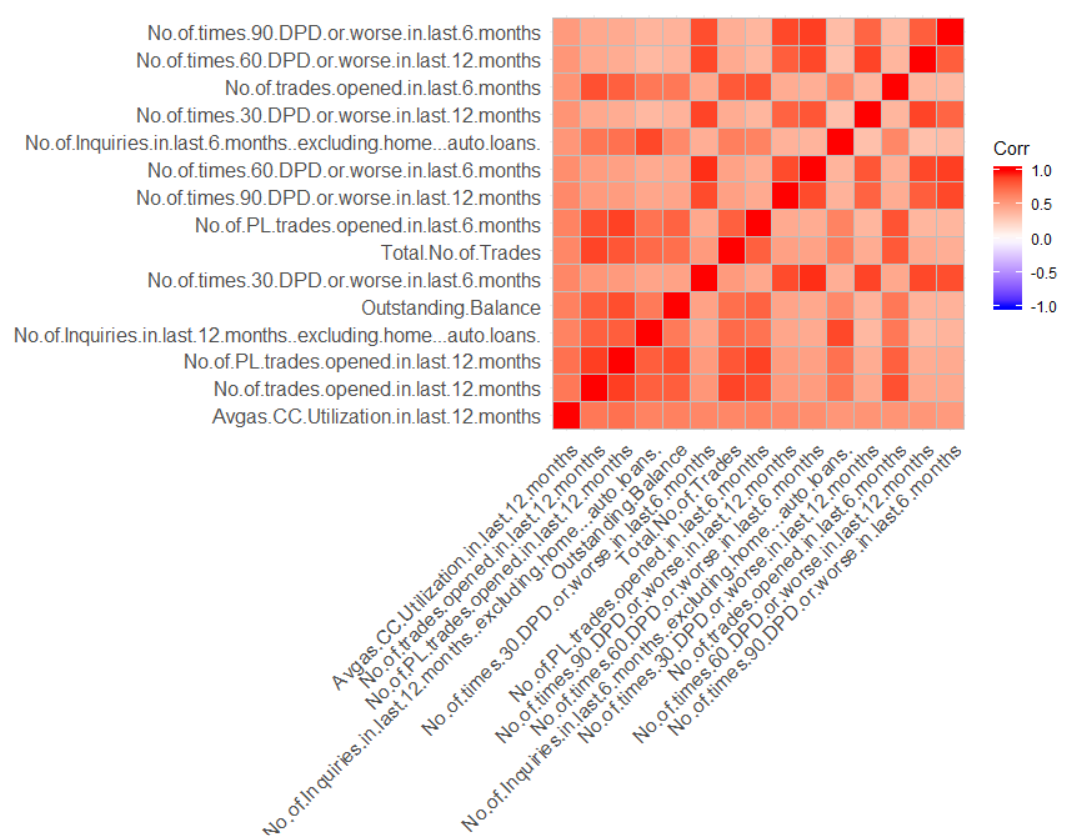 No.of.times.90.DPD.or.worse.in.last.6.months
No.of.times.60.DPD.or.worse.in.last.12.months
No.of.trades.opened.in.last.6.months
No.of.times.30.DPD.or.worse.in.last.12.months
No.of.Inquiries.in.last.6.months..excluding.home...auto.loans.
No.of.times.60.DPD.or.worse.in.last.6.months
No.of.times.90.DPD.or.worse.in.last.12.months
No.of.PL.trades.opened.in.last.6.months
Total.No.of.Trades
No.of.times.30.DPD.or.worse.in.last.6.months
Outstanding.Balance
No.of.Inquiries.in.last.12.months..excluding.home...auto.loans.
No.of.PL.trades.opened.in.last.12.months
No.of.trades.opened.in.last.12.months
Avgas.CC.Utilization.in.last.12.months
Corr
1.0
0.5
0.0
-0.5
-1.0
Avgas.CC.Utilization.in.last.12.months
No.of.trades.opened.in.last.12.months
No.of.PL.trades.opened.in.last.12.months
No.of.Inquiries.in.last.12.months..excluding.home...auto.loans.
Outstanding.Balance
No.of.times.30.DPD.or.worse.in.last.6.months
Total.No.of.Trades
No.of.PL.trades.opened.in.last.6.months
No.of.times.90.DPD.or.worse.in.last.12.months
No.of.times.60.DPD.or.worse.in.last.6.months
No.of.Inquiries.in.last.6.months..excluding.home...auto.loans.
No.of.times.30.DPD.or.worse.in.last.12.months
No.of.trades.opened.in.last.6.months
No.of.times.60.DPD.or.worse.in.last.12.months
No.of.times.90.DPD.or.worse.in.last.6.months